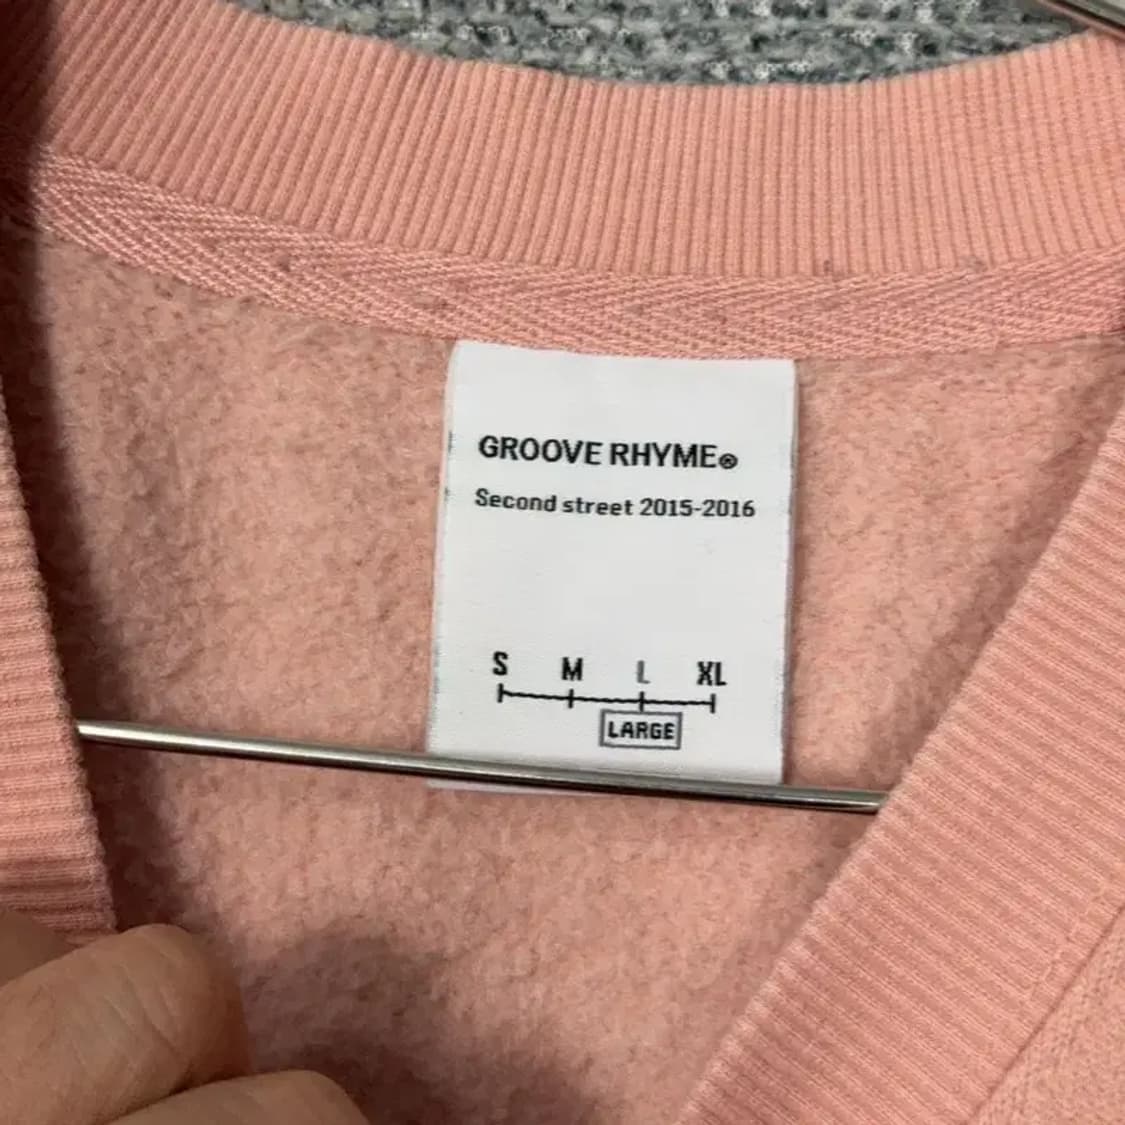 GROOVE RHYME®
Second street 2015-2016
S M L XL
LARGE